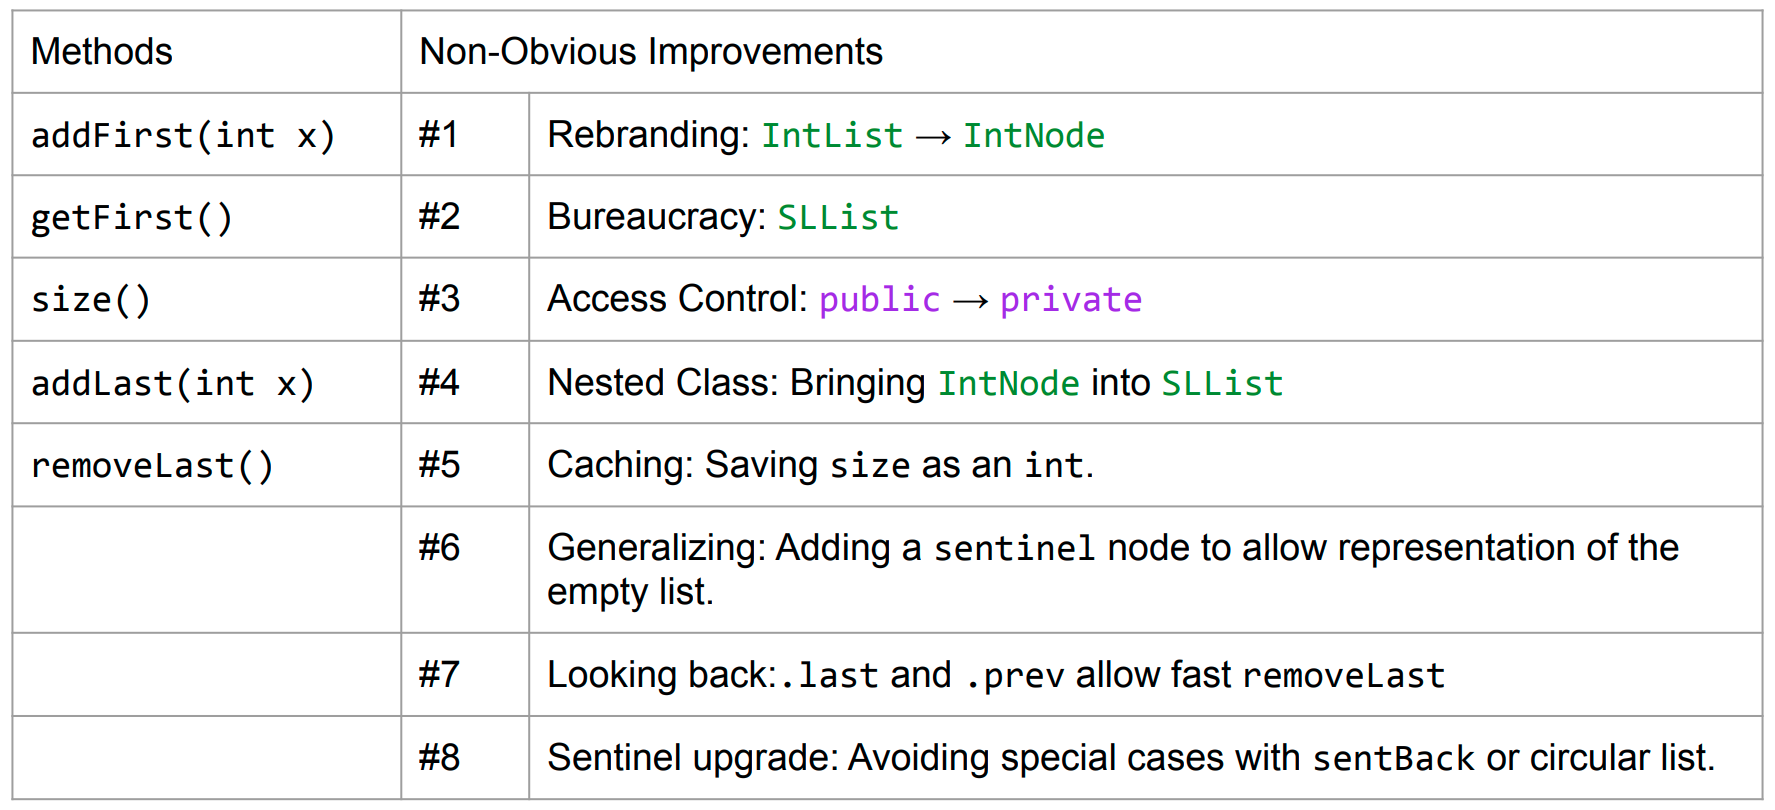 Methods Non-Obvious Improvements
addFirst(int x) #1 Rebranding: IntList → IntNode
getFirst() #2 Bureaucracy: SLList
size() #3 Access Control: public → private
addLast(int x) #4 Nested Class: Bringing IntNode into SLList
removeLast() #5 Caching: Saving size as an int.
#6 Generalizing: Adding a sentinel node to allow representation of the
empty list.
#7 Looking back:.last and .prev allow fast removeLast
#8 Sentinel upgrade: Avoiding special cases with sentBack or circular list.